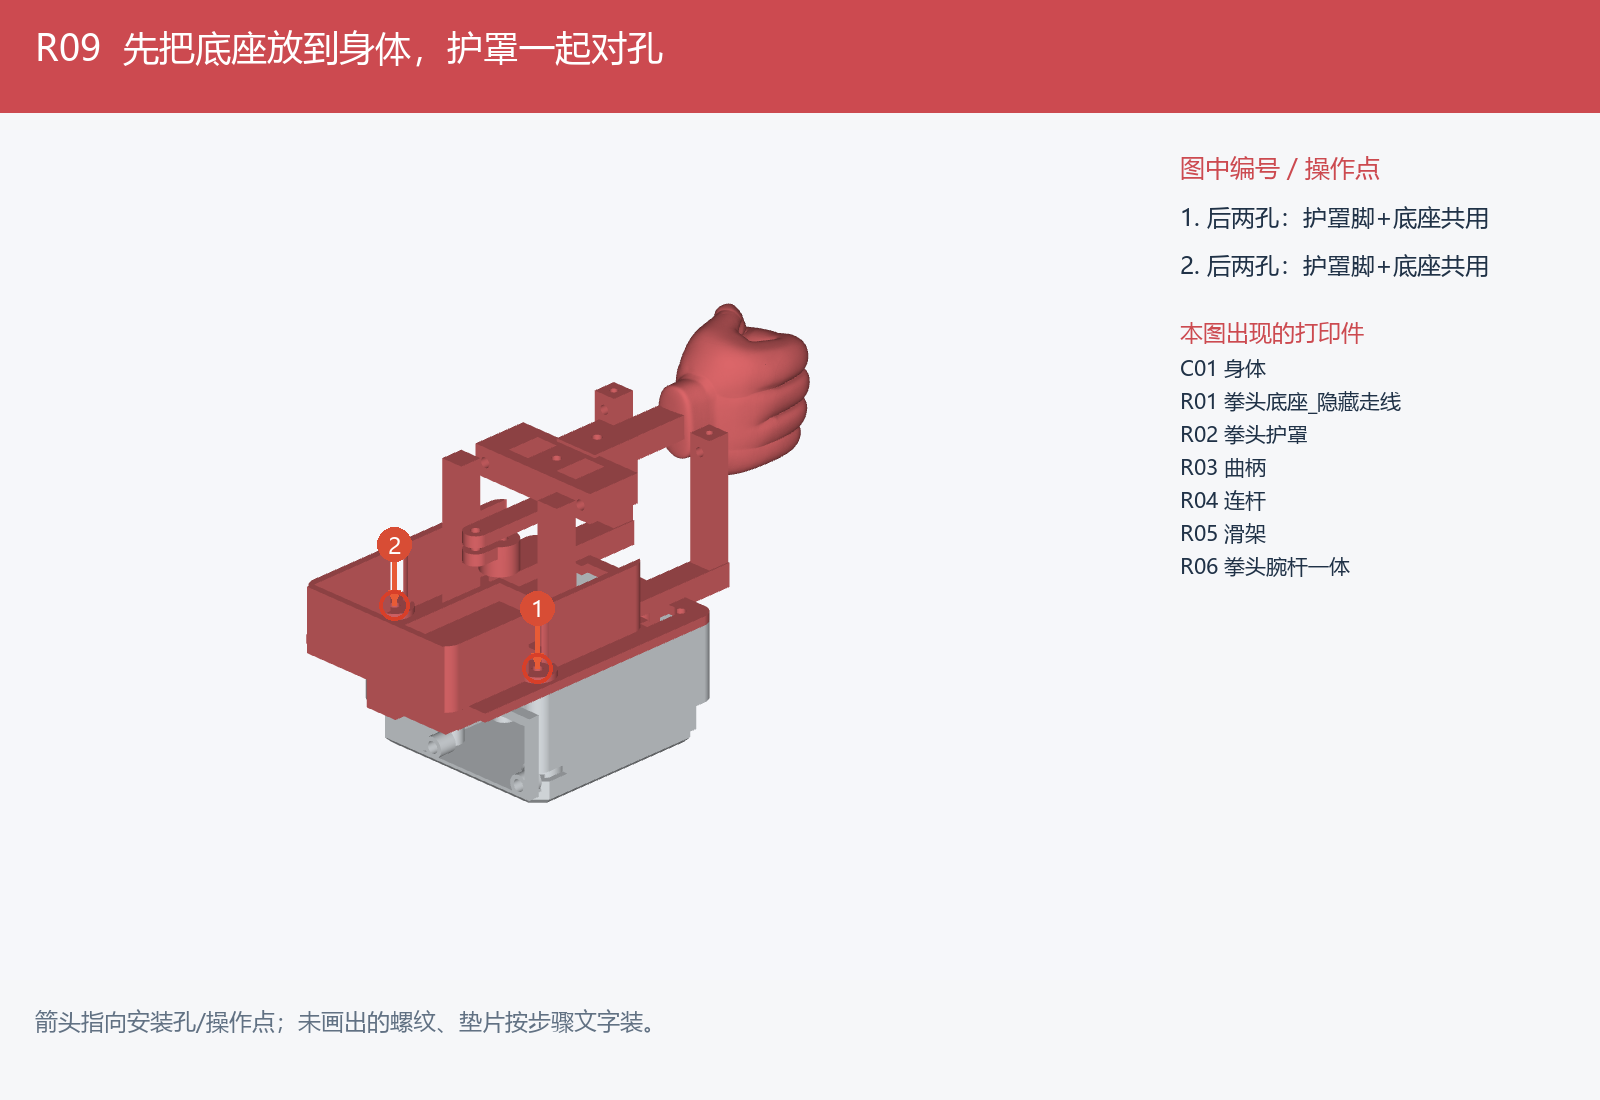 R09 先把底座放到身体，护罩一起对孔
图中编号 / 操作点
1. 后两孔：护罩脚+底座共用
2. 后两孔：护罩脚+底座共用
本图出现的打印件
C01 身体
R01 拳头底座_隐藏走线
R02 拳头护罩
R03 曲柄
R04 连杆
R05 滑架
R06 拳头腕杆一体
2
1
箭头指向安装孔/操作点；未画出的螺纹、垫片按步骤文字装。